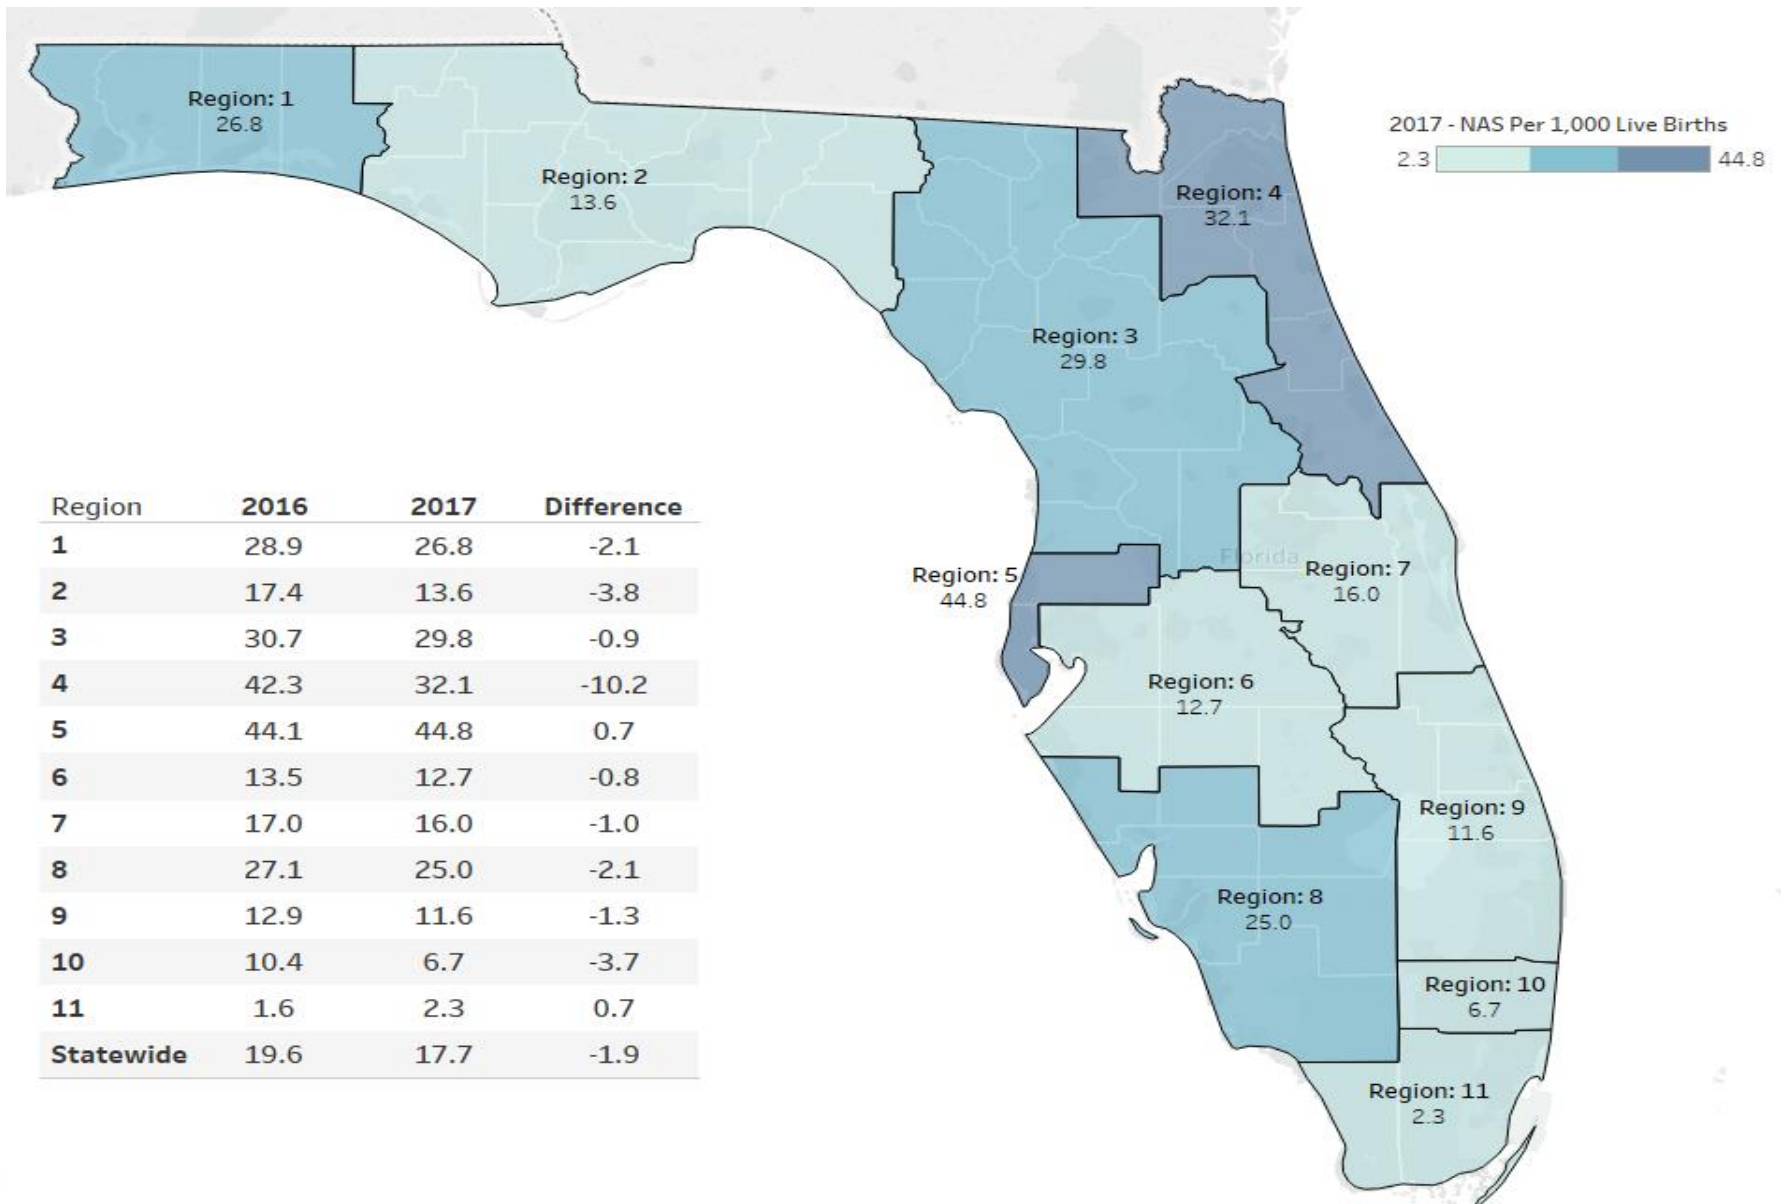 Region: 1
26.8
Region: 2
13.6
2017 - NAS Per 1,000 Live Births
2.3 44.8
Region: 4
32.1
Region: 3
29.8
Region 2016 2017 Difference
1 28.9 26.8 -2.1
2 17.4 13.6 -3.8
3 30.7 29.8 -0.9
4 42.3 32.1 -10.2
5 44.1 44.8 0.7
6 13.5 12.7 -0.8
7 17.0 16.0 -1.0
8 27.1 25.0 -2.1
9 12.9 11.6 -1.3
10 10.4 6.7 -3.7
11 1.6 2.3 0.7
Statewide 19.6 17.7 -1.9
Florida
Region: 5
44.8
Region: 7
16.0
Region: 6
12.7
Region: 9
11.6
Region: 8
25.0
Region: 10
6.7
Region: 11
2.3